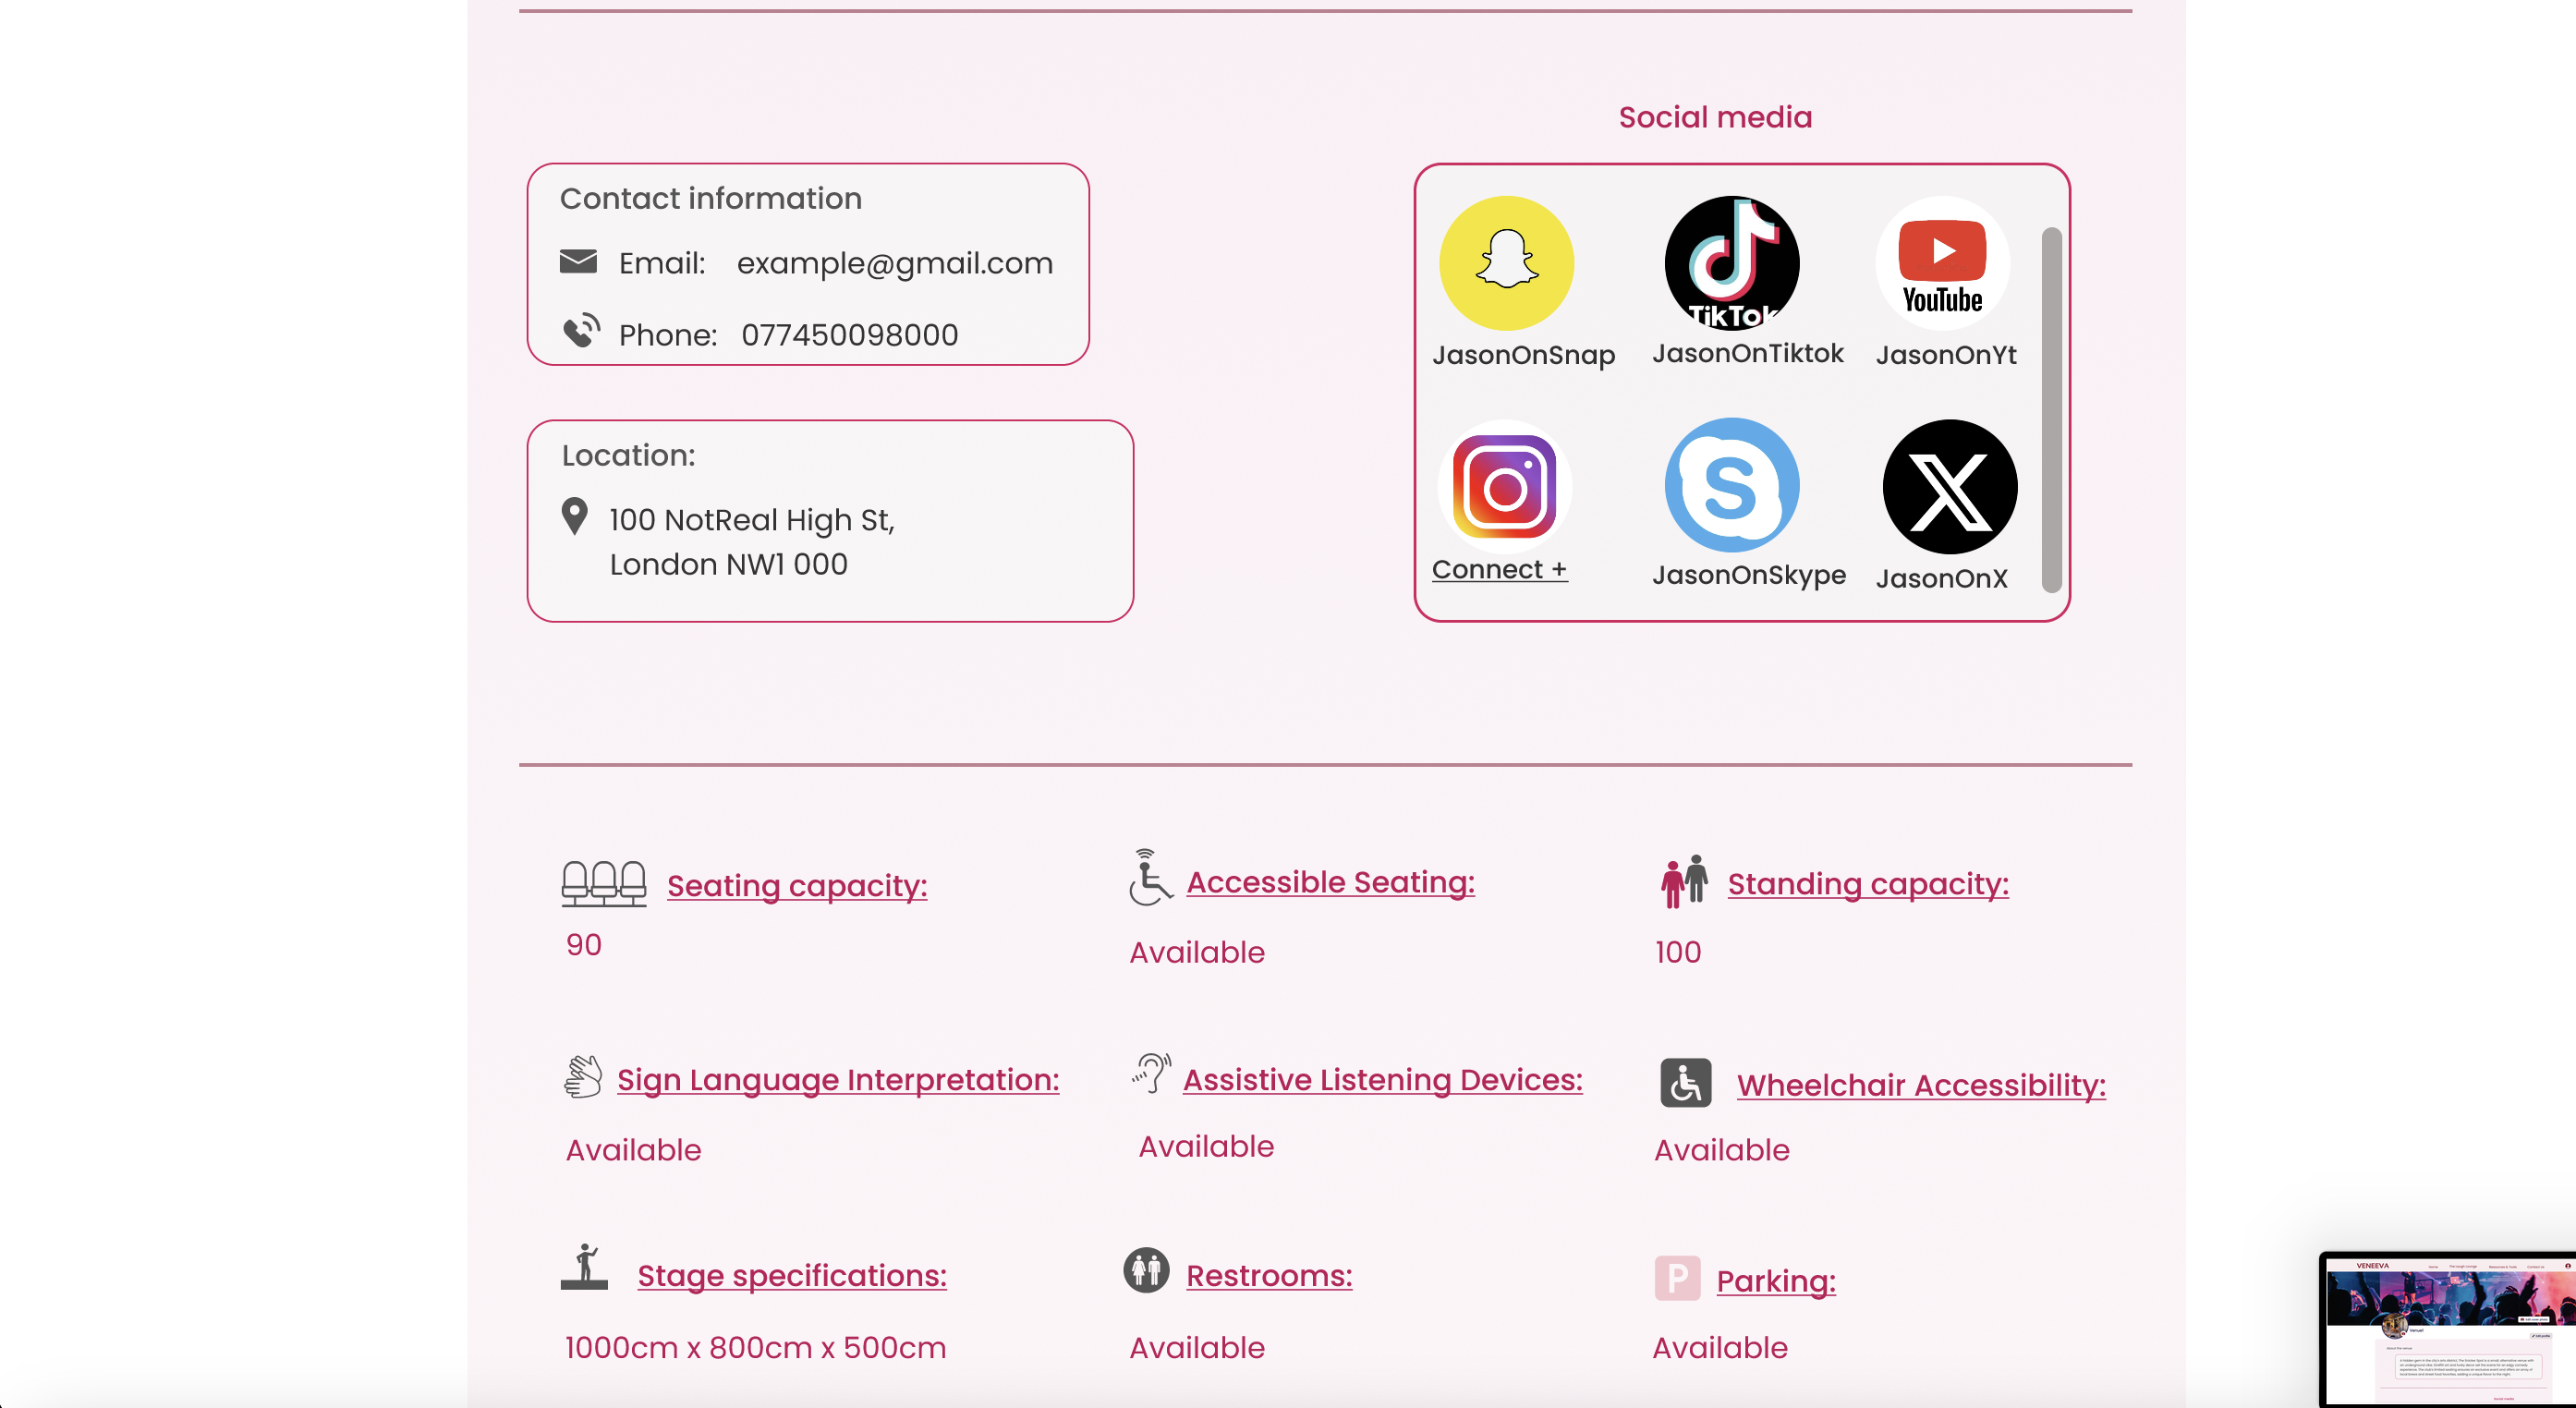 Social media
Contact information
Email: example@gmail.com
Phone: 077450098000
Location:
100 NotReal High St,
London NW1 000
TikTok
YouTube
JasonOnSnap JasonOnTiktok JasonOnYt
Connect + JasonOnSkype JasonOnX
Seating capacity: Accessible Seating: Standing capacity:
90 Available 100
Sign Language Interpretation: Assistive Listening Devices: Wheelchair Accessibility:
Available Available Available
Stage specifications: Restrooms: P Parking:
1000cm x 800cm x 500cm Available Available
VENEEVA